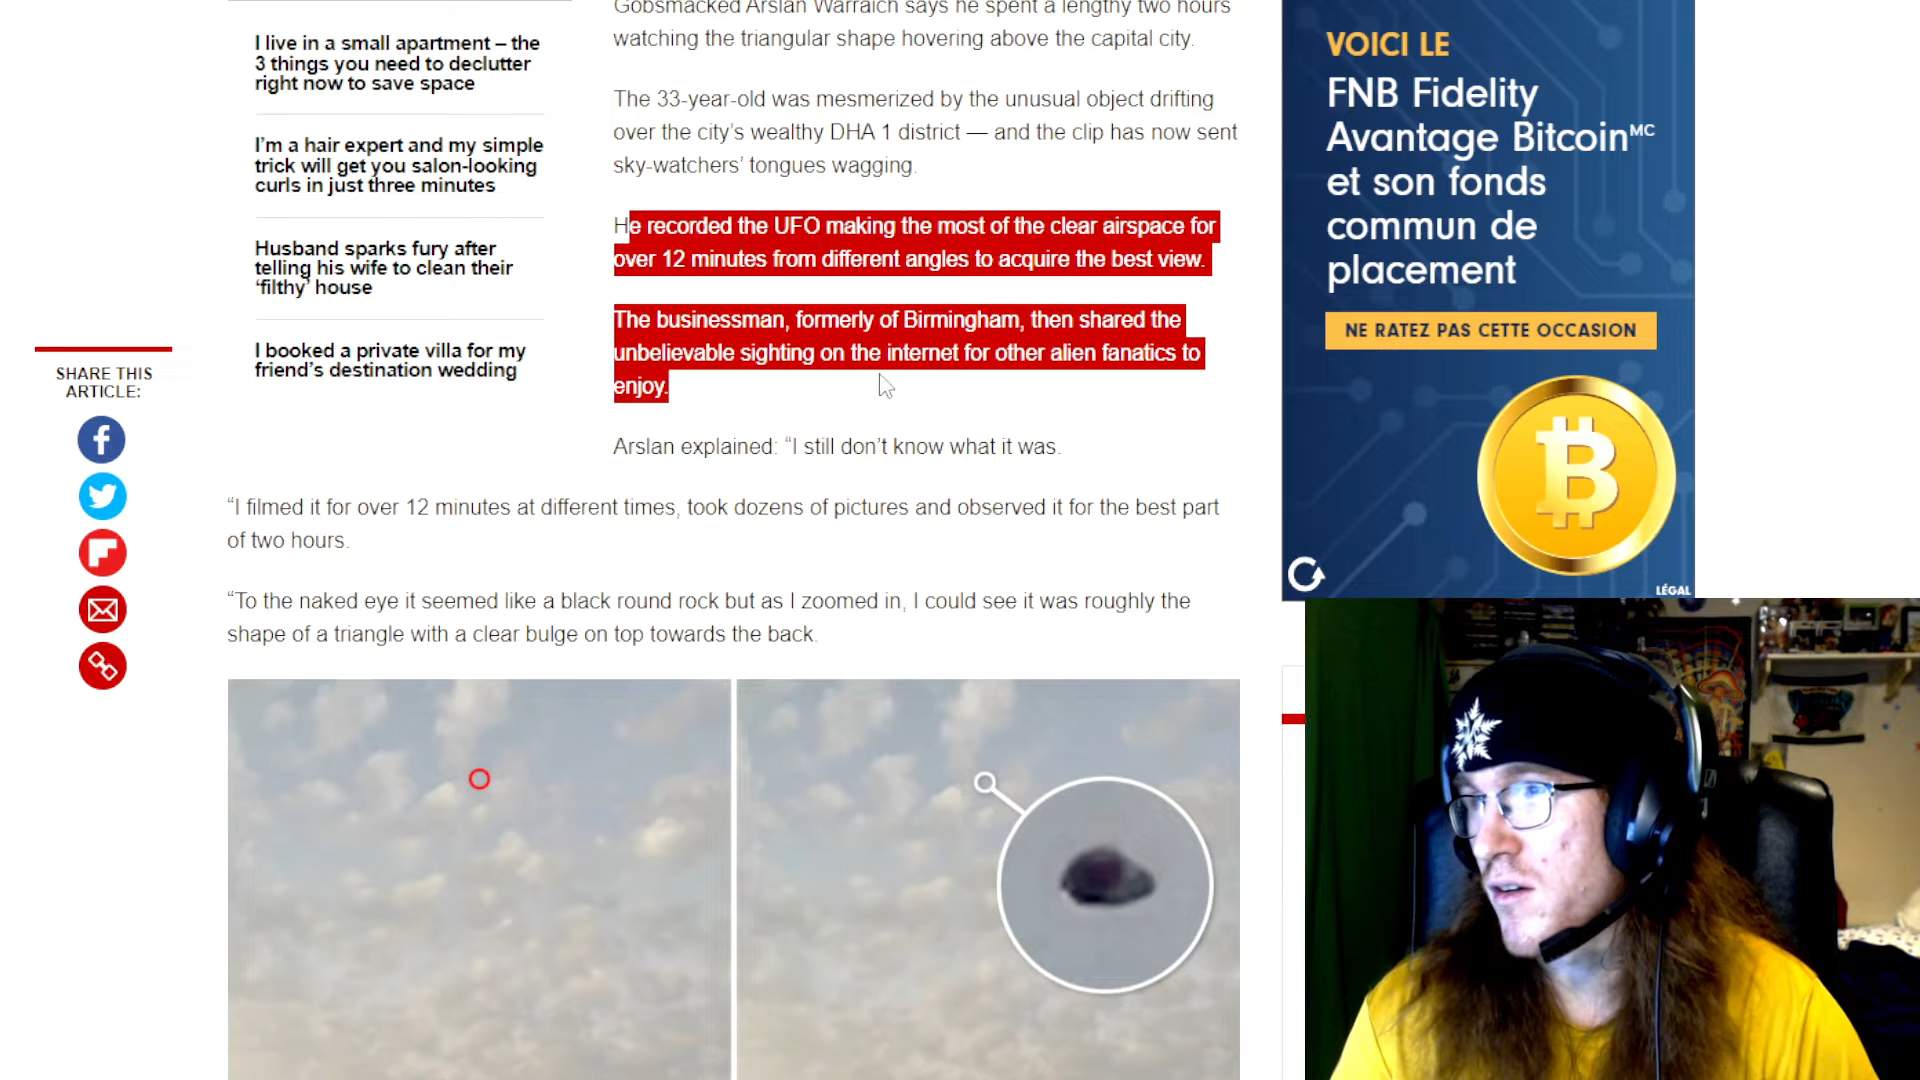 I live in a small apartment – the
3 things you need to declutter
right now to save space
I'm a hair expert and my simple
trick will get you salon-looking
curls in just three minutes
Husband sparks fury after
telling his wife to clean their
'filthy' house
I booked a private villa for my
friend's destination wedding
SHARE THIS
ARTICLE:
Gobsmacked Arslan Warraich says he spent a lengthy two hours
watching the triangular shape hovering above the capital city.
The 33-year-old was mesmerized by the unusual object drifting
over the city's wealthy DHA 1 district — and the clip has now sent
sky-watchers' tongues wagging.
He recorded the UFO making the most of the clear airspace for
over 12 minutes from different angles to acquire the best view.
The businessman, formerly of Birmingham, then shared the
unbelievable sighting on the internet for other alien fanatics to
enjoy.
Arslan explained: “I still don't know what it was.
“I filmed it for over 12 minutes at different times, took dozens of pictures and observed it for the best part
of two hours.
“To the naked eye it seemed like a black round rock but as I zoomed in, I could see it was roughly the
shape of a triangle with a clear bulge on top towards the back.
VOICI LE
FNB Fidelity
Avantage Bitcoin MC
et son fonds
commun de
placement
NE RATEZ PAS CETTE OCCASION
LÉGAL